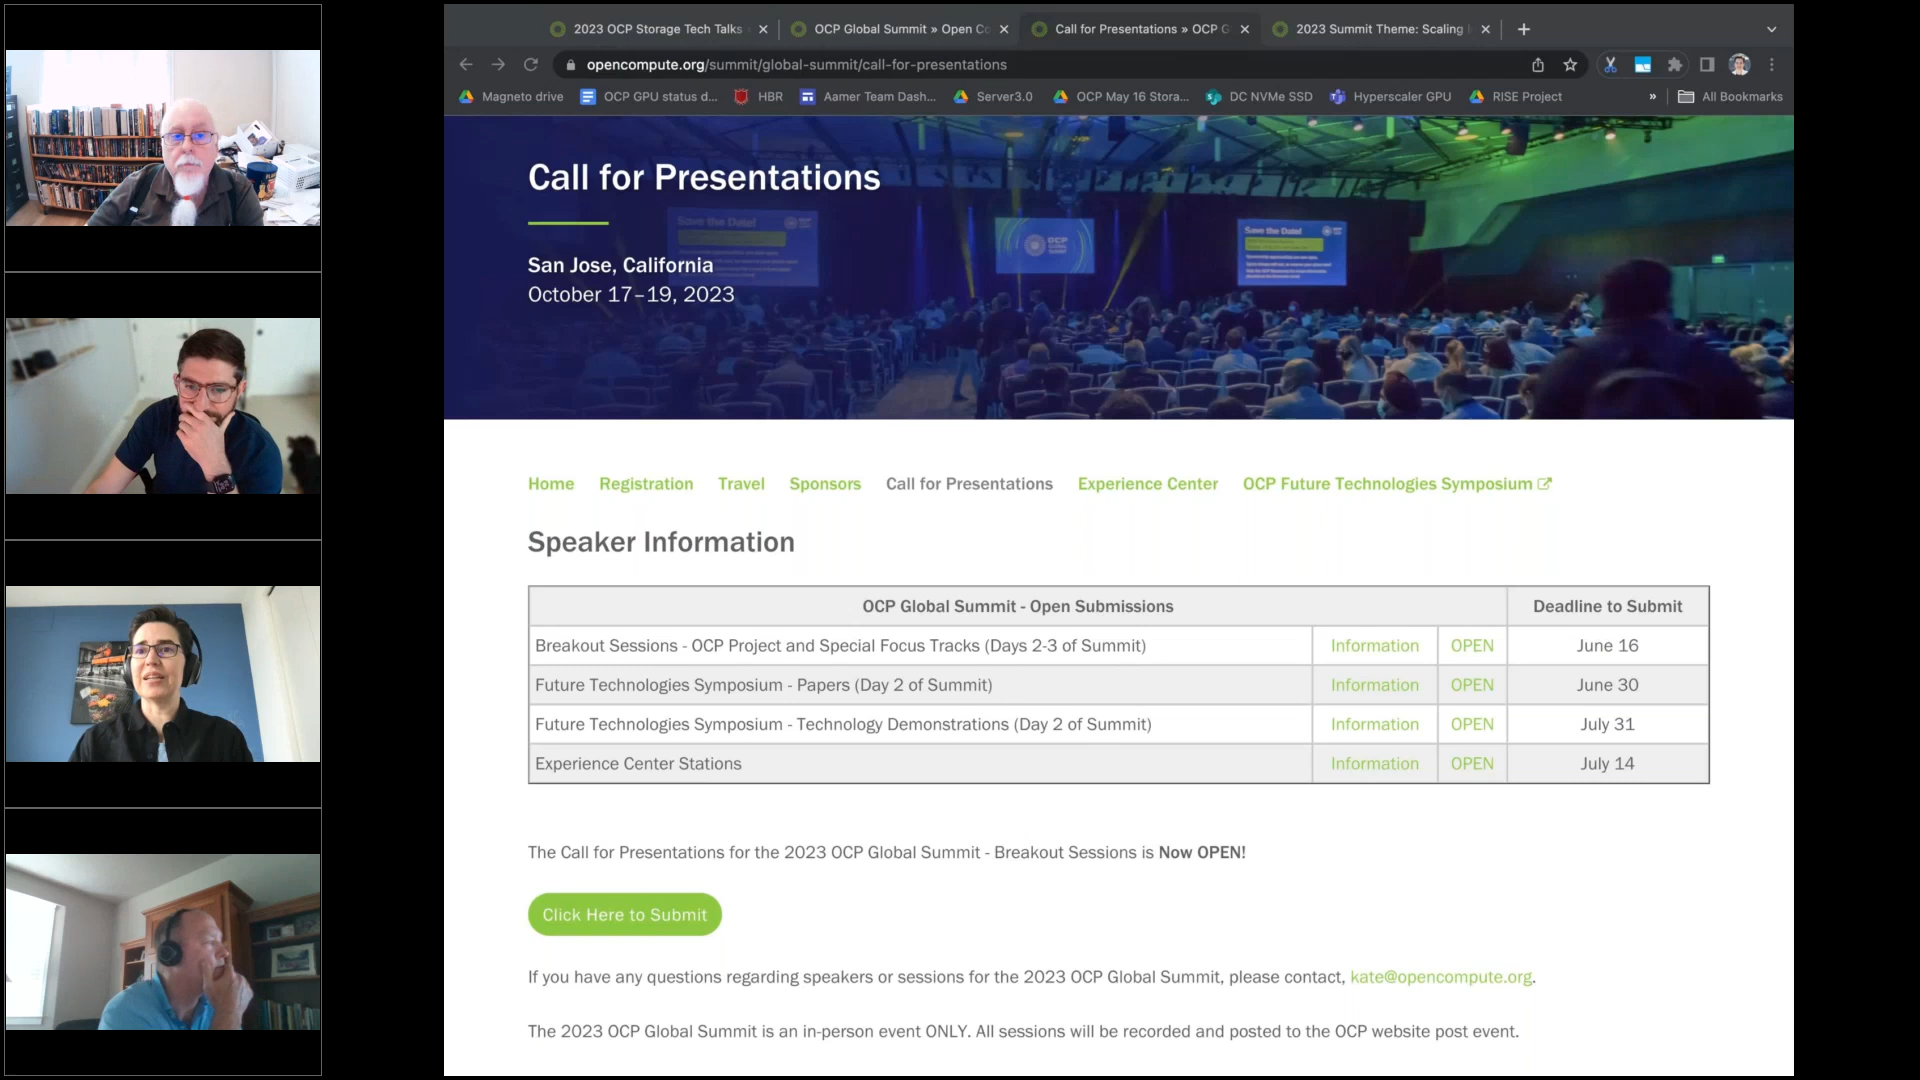 2023 OCP Storage Tech Talks
OCP Global Summit » Open Co
Call for Presentations » OCP G
2023 Summit Theme: Scaling
opencompute.org/summit/global-summit/call-for-presentations
Magneto drive
OCP GPU status d...
HBR
Aamer Team Dash...
Server3.0
OCP May 16 Stora...
DC NVMe SSD
Hyperscaler GPU
RISE Project
»
All Bookmarks
Call for Presentations
Save the Date!
OCP
GLOBAL
SUMMIT
Save the Date!
San Jose, California
October 17–19, 2023
Home Registration Travel Sponsors Call for Presentations Experience Center OCP Future Technologies Symposium
Speaker Information
OCP Global Summit - Open Submissions Deadline to Submit
Breakout Sessions - OCP Project and Special Focus Tracks (Days 2-3 of Summit) Information OPEN June 16
Future Technologies Symposium - Papers (Day 2 of Summit) Information OPEN June 30
Future Technologies Symposium - Technology Demonstrations (Day 2 of Summit) Information OPEN July 31
Experience Center Stations Information OPEN July 14
The Call for Presentations for the 2023 OCP Global Summit - Breakout Sessions is Now OPEN!
Click Here to Submit
If you have any questions regarding speakers or sessions for the 2023 OCP Global Summit, please contact, kate@opencompute.org.
The 2023 OCP Global Summit is an in-person event ONLY. All sessions will be recorded and posted to the OCP website post event.